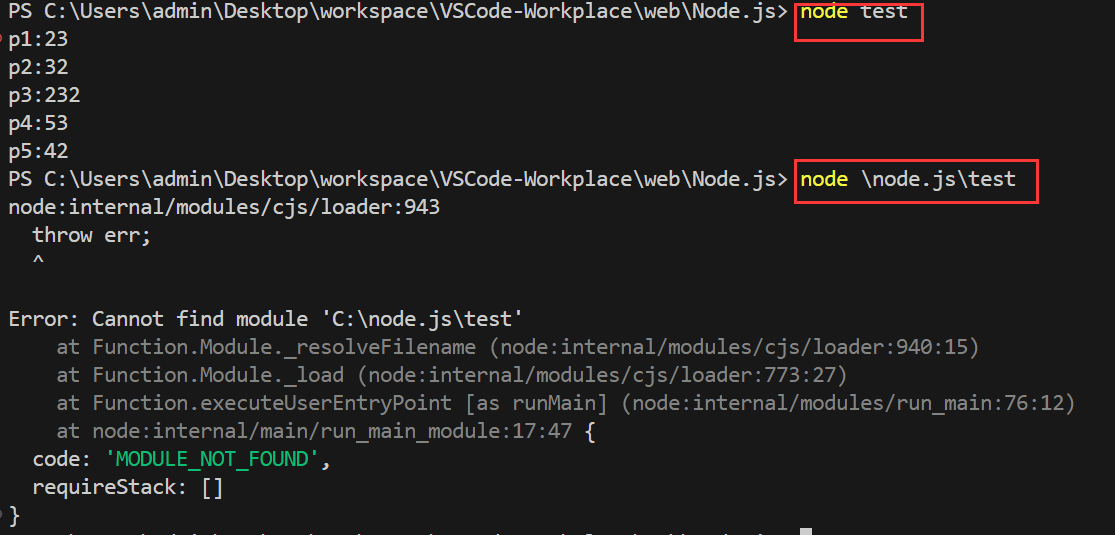 PS C:\Users\admin\Desktop\workspace\VSCode-Workplace\web\Node.js> node test
p1:23
p2:32
p3:232
p4:53
p5:42
PS C:\Users\admin\Desktop\workspace\VSCode-Workplace\web\Node.js> node \node.js\test
node:internal/modules/cjs/loader:943
  throw err;
  ^
Error: Cannot find module 'C:\node.js\test'
    at Function.Module._resolveFilename (node:internal/modules/cjs/loader:940:15)
    at Function.Module._load (node:internal/modules/cjs/loader:773:27)
    at Function.executeUserEntryPoint [as runMain] (node:internal/modules/run_main:76:12)
    at node:internal/main/run_main_module:17:47 {
  code: 'MODULE_NOT_FOUND',
  requireStack: []
}